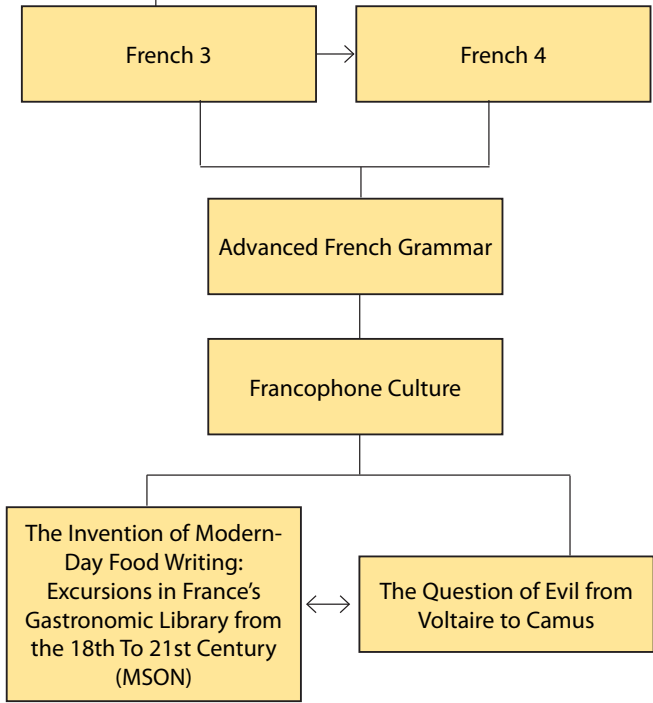 French 3
French 4
Advanced French Grammar
Francophone Culture
The Invention of Modern-
Day Food Writing:
Excursions in France’s
Gastronomic Library from
the 18th To 21st Century
(MSON)
The Question of Evil from
Voltaire to Camus